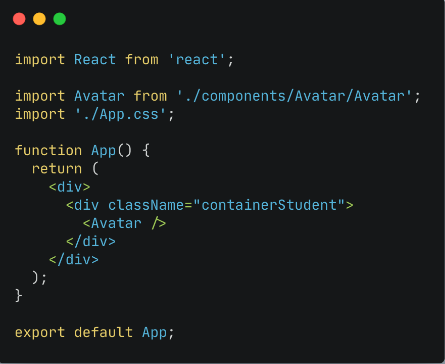 import React from 'react';
import Avatar from './components/Avatar/Avatar';
import './App.css';
function App() {
  return (
    <div>
      <div className="containerStudent">
        <Avatar />
      </div>
    </div>
  );
}
export default App;